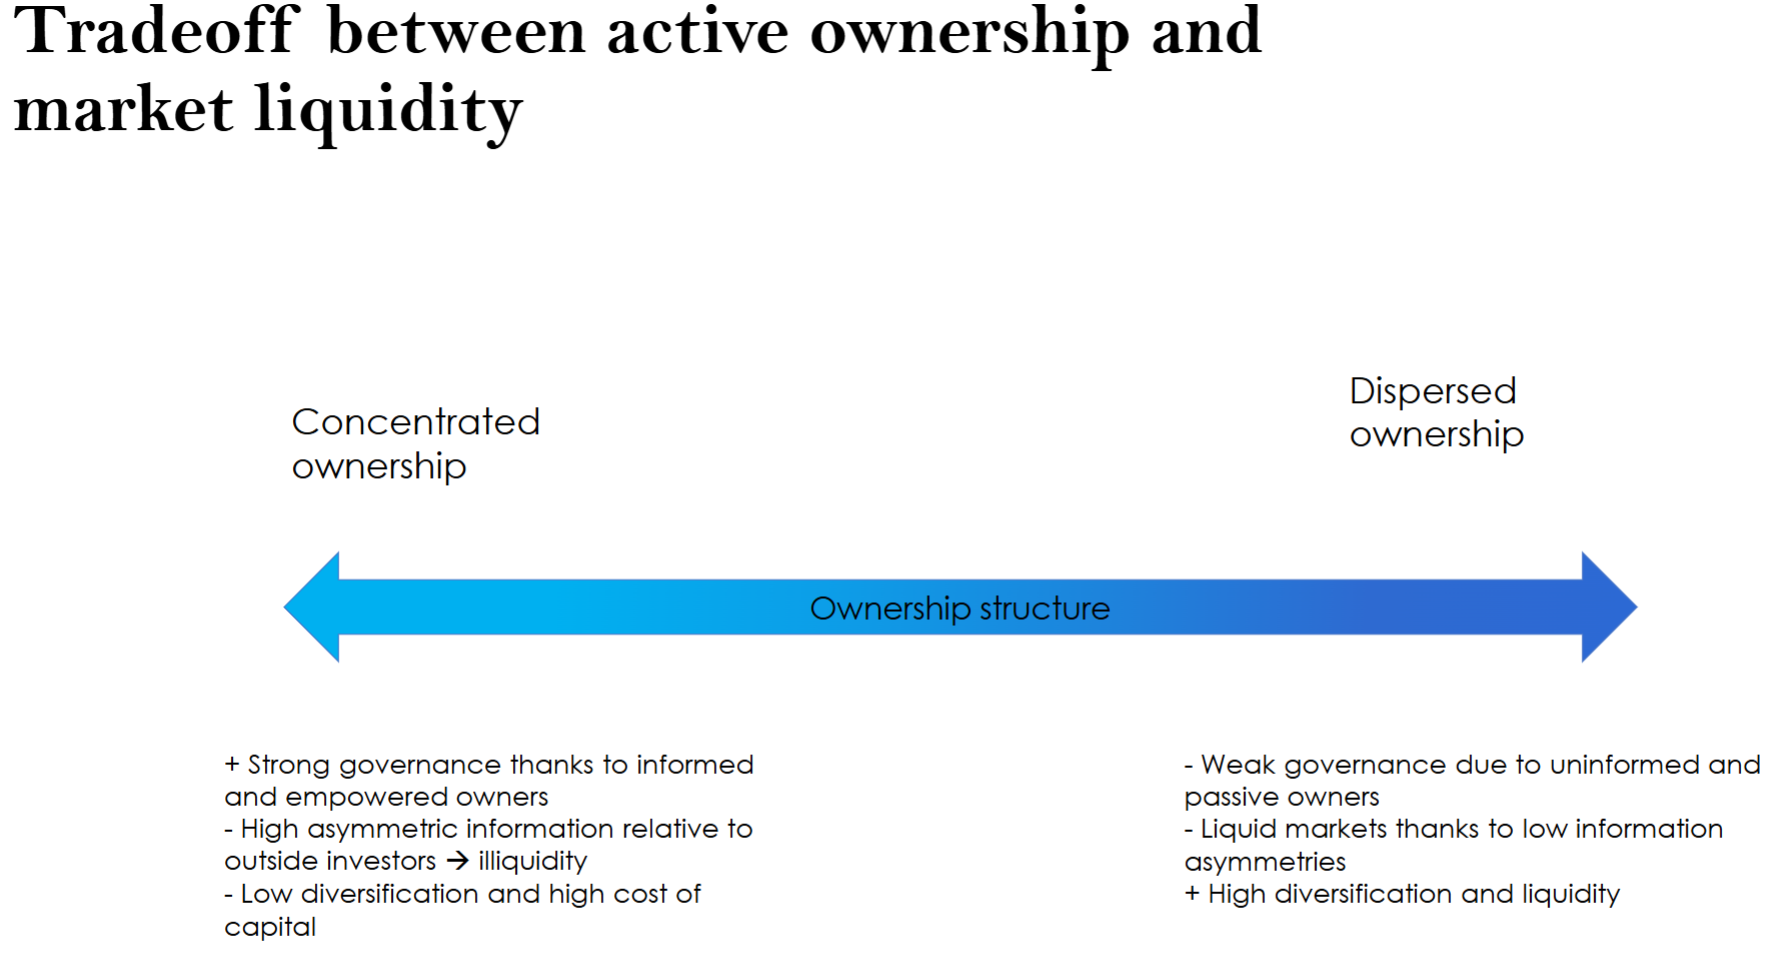 Tradeoff between active ownership and
market liquidity
Concentrated
ownership
Dispersed
ownership
Ownership structure
+ Strong governance thanks to informed
and empowered owners
- High asymmetric information relative to
outside investors → illiquidity
- Low diversification and high cost of
capital
- Weak governance due to uninformed and
passive owners
- Liquid markets thanks to low information
asymmetries
+ High diversification and liquidity